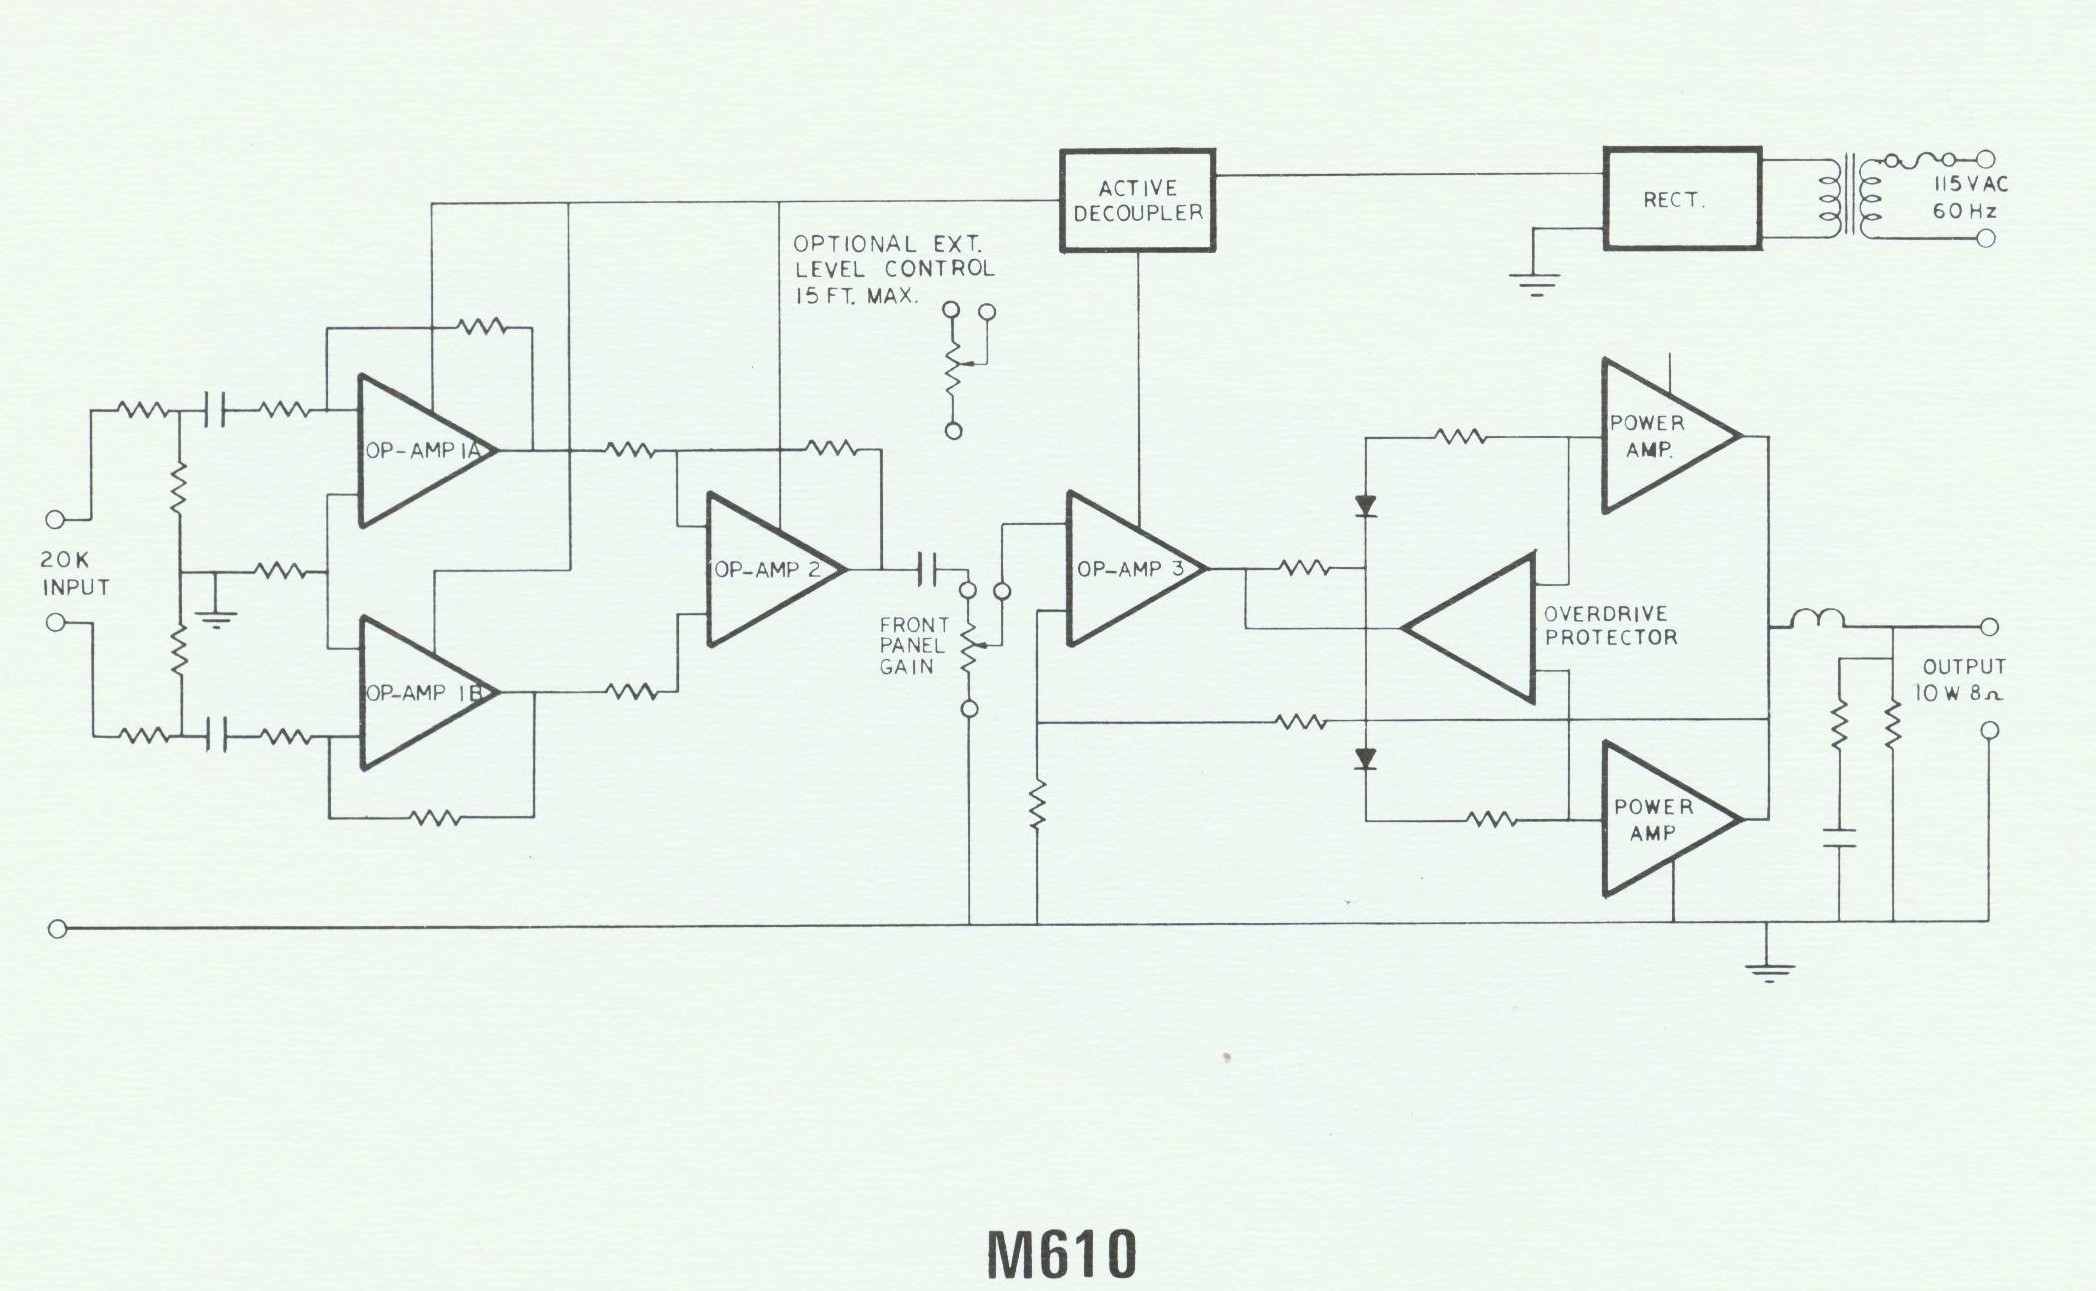 ACTIVE
DECOUPLER
RECT.
115 VAC
60 Hz
OPTIONAL EXT.
LEVEL CONTROL
15 FT. MAX.
OP-AMP 1A
POWER
AMP.
20K
INPUT
OP-AMP 2
OP-AMP 3
OVERDRIVE
PROTECTOR
FRONT
PANEL
GAIN
OP-AMP 1B
OUTPUT
10 W 8Ω
POWER
AMP
M610